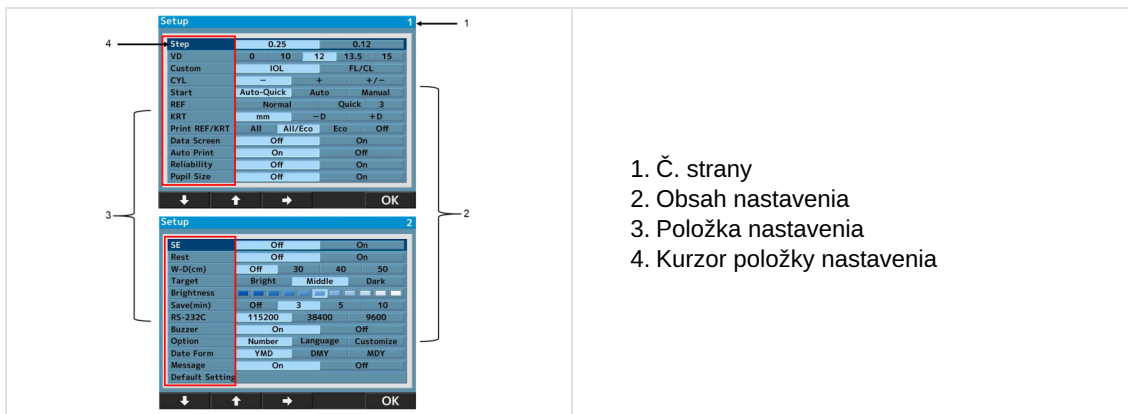 Setup 1
1
4
Step 0.25 0.12
VD 0 10 12 13.5 15
Custom IOL FL/CL
CYL − + +/−
Start Auto-Quick Auto Manual
REF Normal Quick 3
KRT mm −D +D
Print REF/KRT All All/Eco Eco Off
Data Screen Off On
Auto Print On Off
Reliability Off On
Pupil Size Off On
OK
3
2
Setup 2
SE Off On
Rest Off On
W-D(cm) Off 30 40 50
Target Bright Middle Dark
Brightness
Save(min) Off 3 5 10
RS-232C 115200 38400 9600
Buzzer On Off
Option Number Language Customize
Date Form YMD DMY MDY
Message On Off
Default Setting
OK
1. Č. strany
2. Obsah nastavenia
3. Položka nastavenia
4. Kurzor položky nastavenia